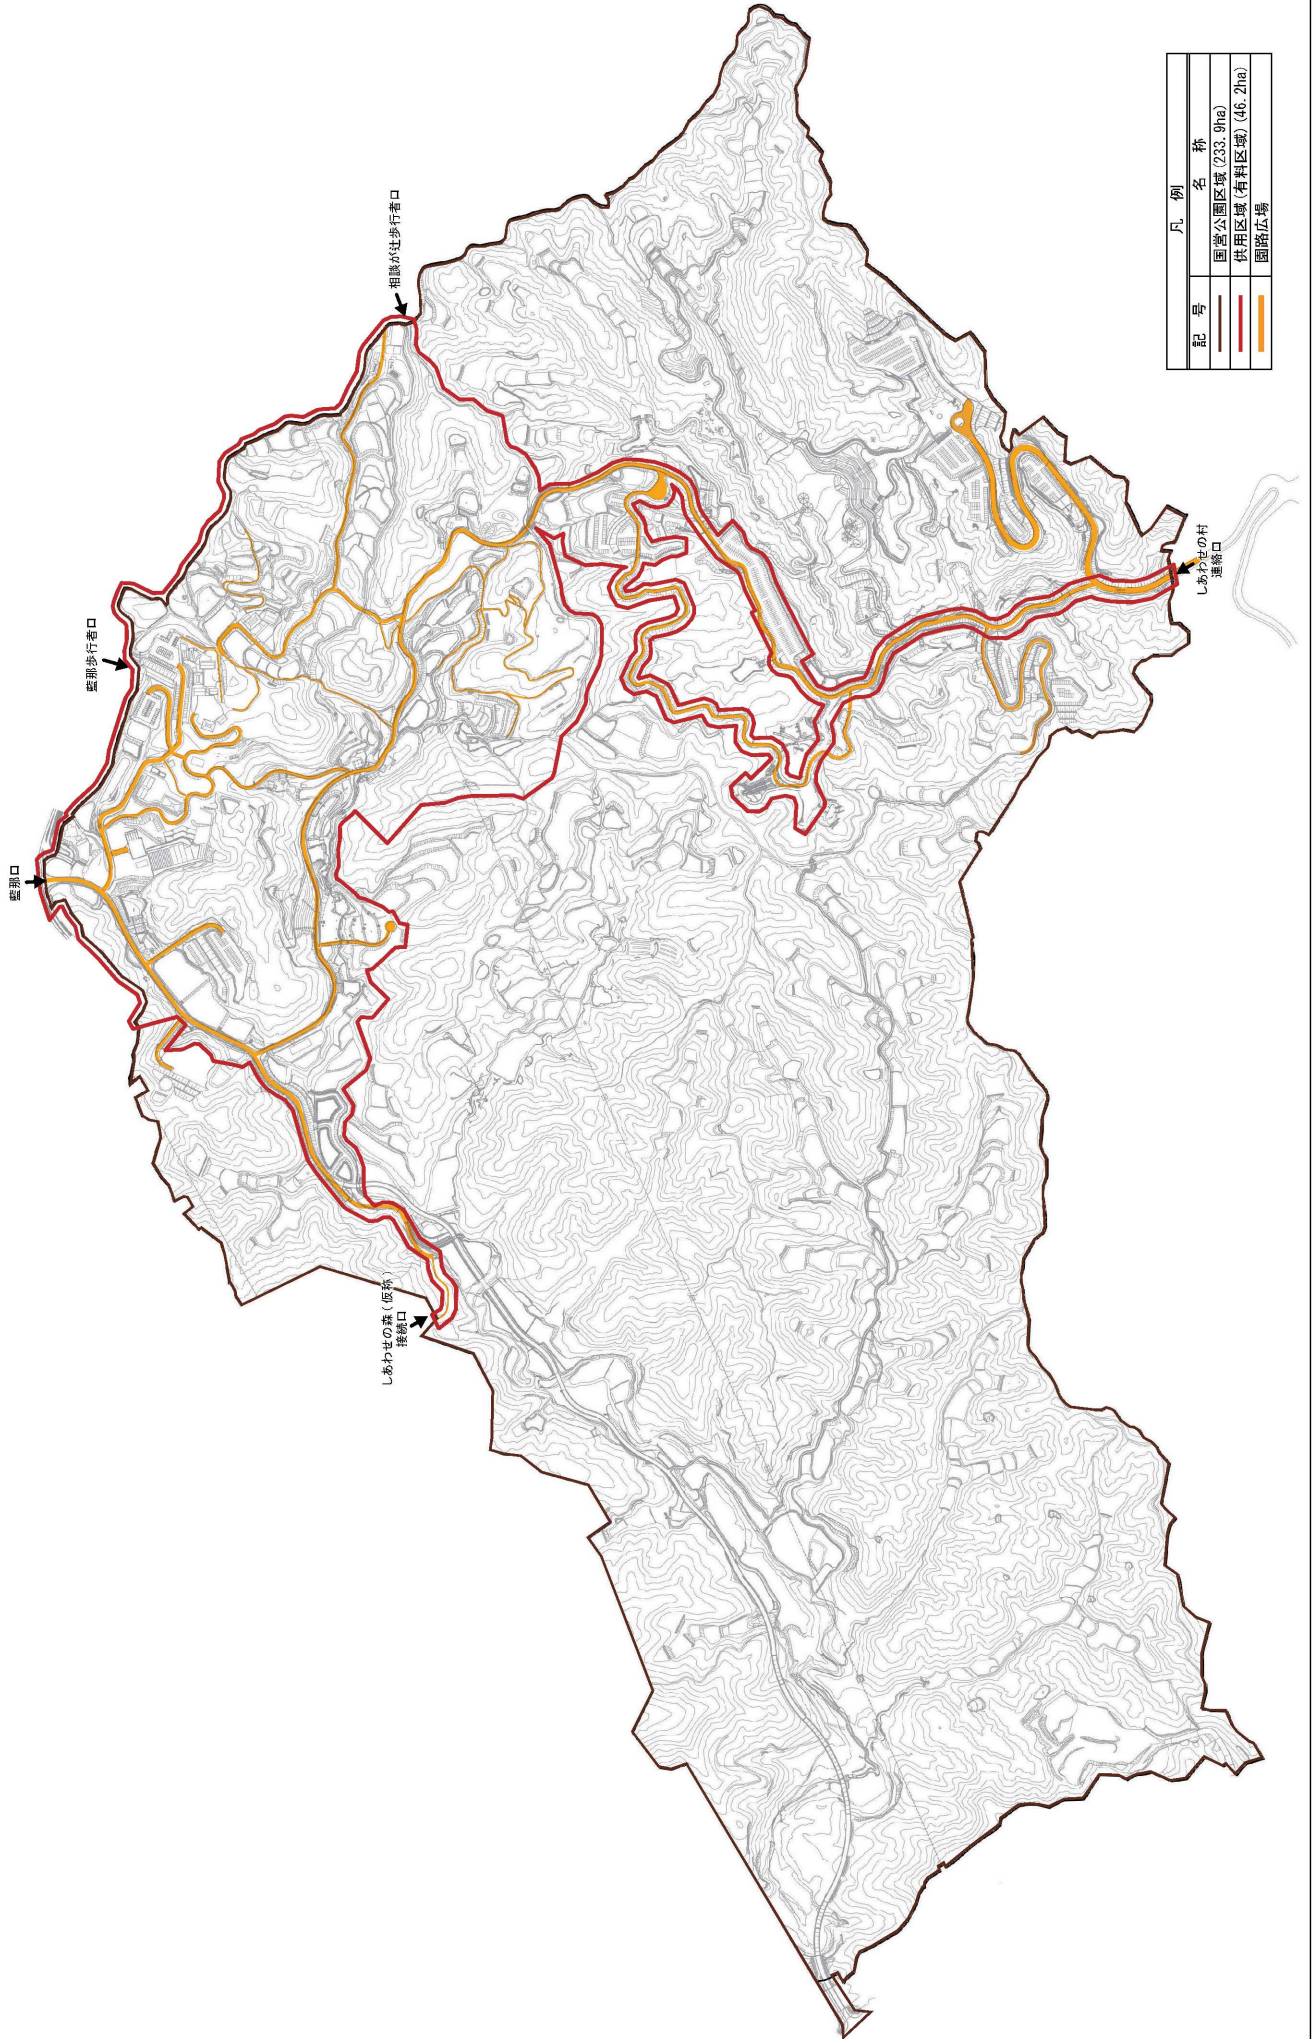 藍那口
藍那歩行者口
相談が辻歩行者口
しあわせの森(仮称)
接続口
しあわせの村
連絡口
凡 例
記 号 名 称
国営公園区域(233.9ha)
供用区域(有料区域)(46.2ha)
園路広場